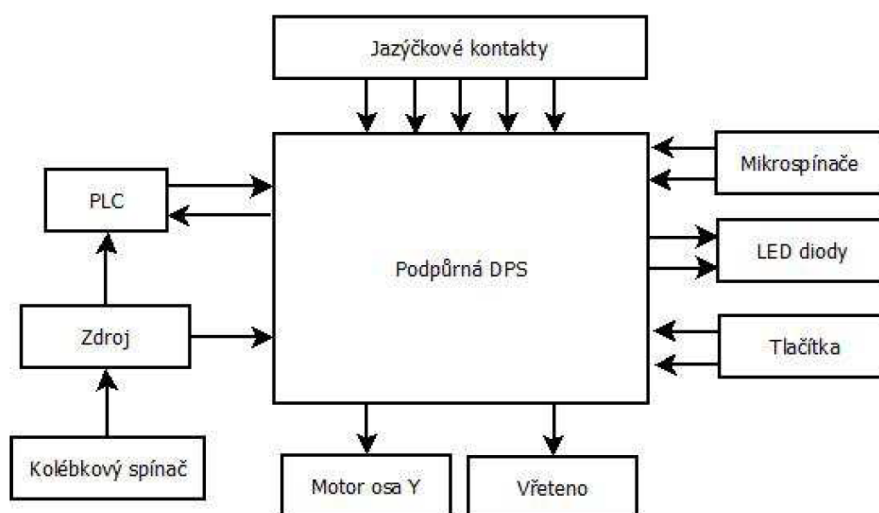 Jazýčkové kontakty
Mikrospínače
PLC
LED diody
Podpůrná DPS
Zdroj
Tlačítka
Kolébkový spínač
Motor osa Y
Vřeteno